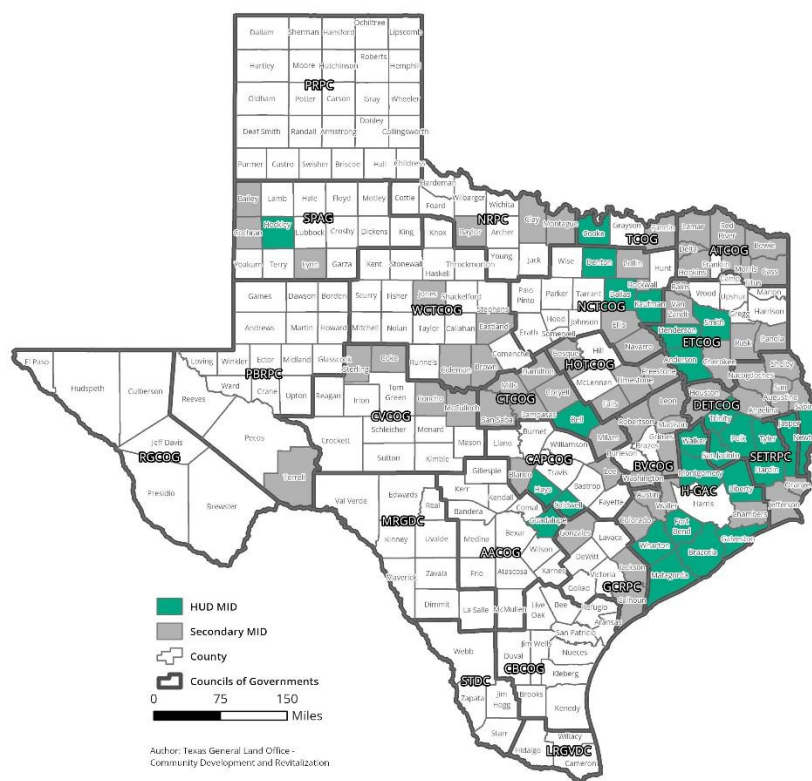 Ochiltree
Dallam Sherman Hansford Lipscomb
Roberts
Hartley Moore Hutchinson Hemphill
PRPC
Oldham Potter Carson Gray Wheeler
Donley
Deaf Smith Randall Armstrong Collingsworth
Parmer Castro Swisher Briscoe Hall Childress
Hardeman
Bailey Lamb Hale Floyd Motley Cottle Wilbarger Wichita
Foard
SPAG NRPC Clay Montague Cooke Grayson Fannin Lamar Red River
Cochran Hockley Lubbock Crosby Dickens King Knox Baylor Archer TCOG ATCOG Bowie
Delta
Yoakum Terry Lynn Garza Kent Stonewall Haskell Throckmorton Young Jack Wise Denton Collin Hunt Hopkins Franklin Morris Cass
Titus
Camp
Rockwall Rains Wood Upshur Marion
Gaines Dawson Borden Scurry Fisher Jones Shackelford Stephens Palo Pinto Parker Tarrant Dallas Kaufman Van Zandt Gregg Harrison
WCTCOG NCTCOG Smith
Andrews Martin Howard Mitchell Nolan Taylor Callahan Eastland Erath Hood Johnson Ellis Henderson ETCOG Rusk Panola
Somervell
El Paso Loving Winkler Ector Midland Glasscock Sterling Coke Runnels Coleman Brown Comanche Bosque Hill Navarro Anderson Cherokee Shelby
Hudspeth Culberson PBRPC HOTCOG Freestone Nacogdoches
Ward Crane Upton Reagan Irion Tom Green Concho McCulloch Mills Hamilton McLennan Limestone Houston San Augustine
Reeves CVCOG CTCOG Coryell Falls Leon DETCOG Angelina Sabine
San Saba Lampasas Bell Robertson Madison Trinity
Jeff Davis Pecos Crockett Schleicher Menard Mason Llano Burnet Williamson Milam Brazos Grimes Walker Polk Tyler Jasper Newton
RGCOG Sutton Kimble CAPCOG Burleson BVCOG San Jacinto SETRPC
Gillespie Blanco Travis Lee Washington Montgomery Hardin
Presidio Brewster Terrell Hays Bastrop H-GAC Liberty Orange
Val Verde Edwards Kerr Kendall Caldwell Fayette Austin Waller Harris Chambers Jefferson
MRGDC Real Bandera Comal Guadalupe Colorado Fort Bend
Kinney Uvalde Medina Bexar Gonzales Lavaca Wharton Galveston
AACOG Wilson DeWitt Jackson Brazoria
Maverick Zavala Frio Atascosa Karnes Victoria Matagorda
GCRPC
Goliad Calhoun
Dimmit La Salle McMullen Live Oak Bee Refugio
Aransas
San Patricio
Webb Duval Jim Wells Nueces
CBCOG Kleberg
STDC
Zapata Jim Hogg Brooks Kenedy
Starr Willacy
Hidalgo LRGVDC
Cameron
HUD MID
Secondary MID
County
Councils of Governments
0 75 150
Miles
Author: Texas General Land Office -
Community Development and Revitalization